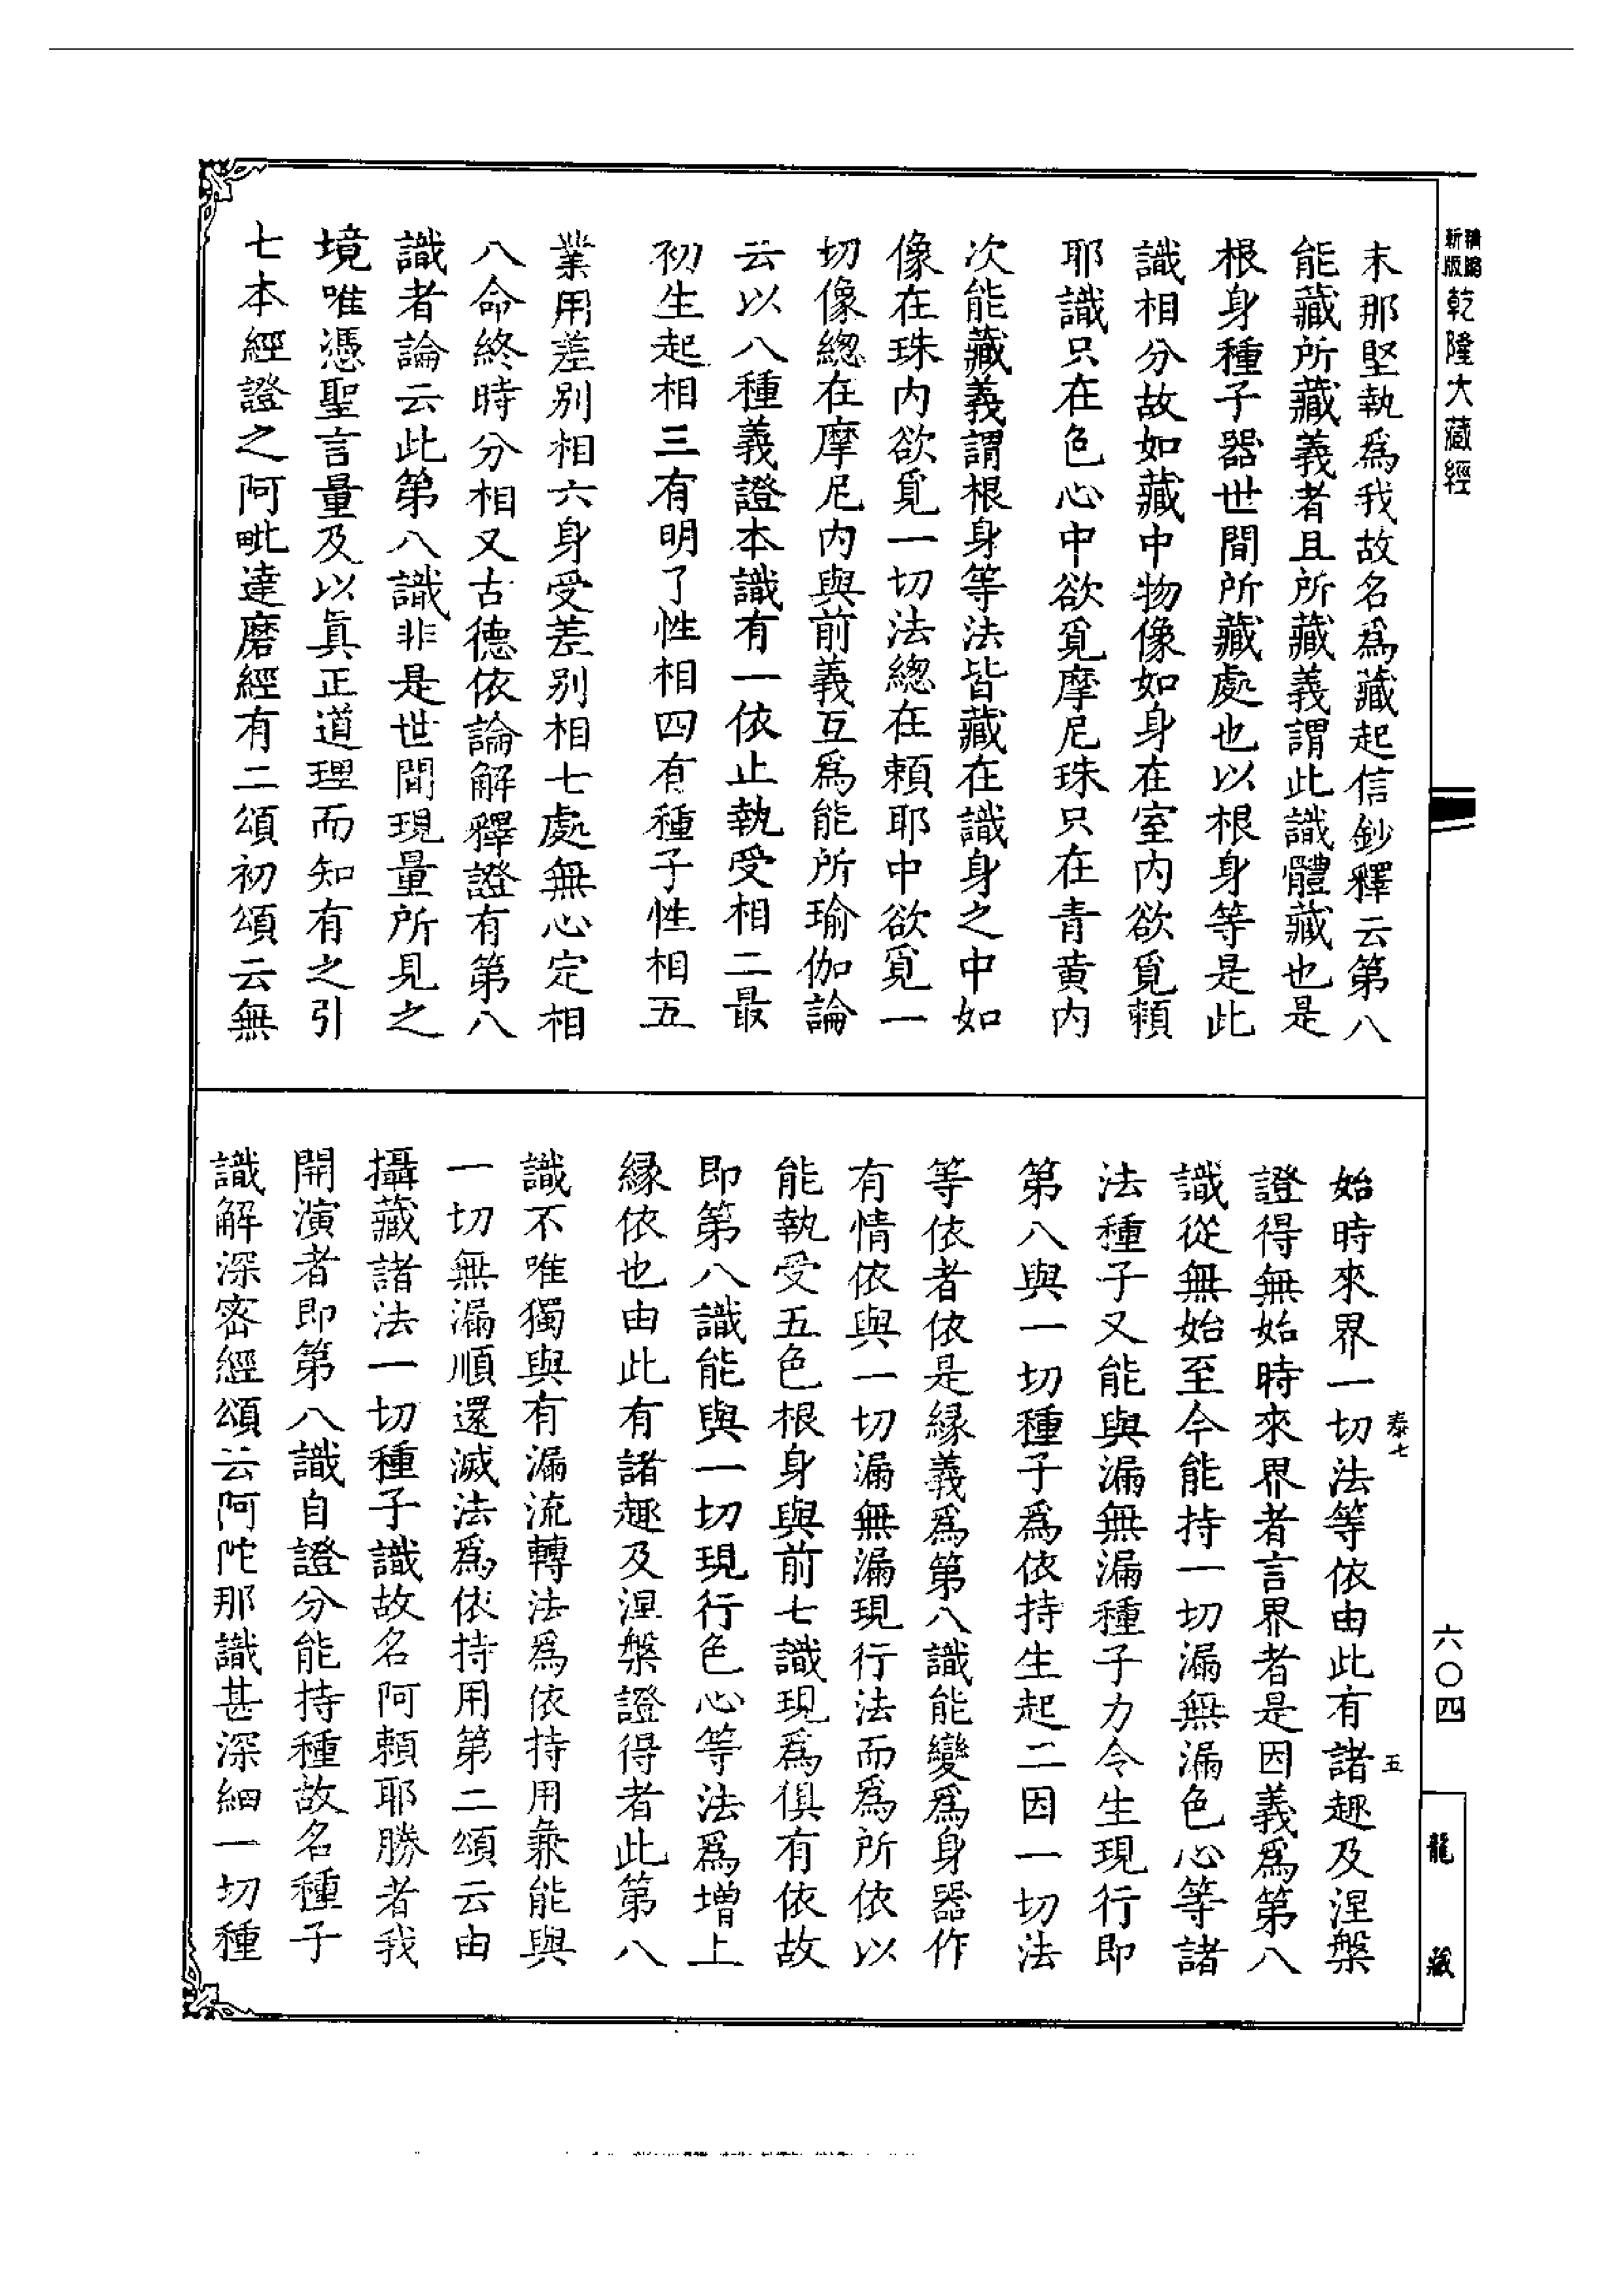 新版
乾隆大藏經
末那堅執爲我故名爲藏起信鈔釋云第八
能藏所藏義者且所藏義謂此識體藏也是
根身種子器世間所藏處也以根身等是此
識相分故如藏中物像如身在室内欲覓賴
耶識只在色心中欲覓摩尼珠只在青黄内
次能藏義謂根身等法皆藏在識身之中如
像在珠内欲覓一切法總在賴耶中欲覓一
切像總在摩尼内與前義互爲能所瑜伽論
云以八種義證本識有一依止執受相二最
初生起相三有明了性相四有種子性相五
業用差别相六身受差别相七處無心定相
八命終時分相又古德依論解釋證有第八
識者論云此第八識非是世間現量所見之
境唯憑聖言量及以眞正道理而知有之引
七本經證之阿毗達磨經有二頌初頌云無
始時來界一切法等依由此有諸趣及涅槃
證得無始時來界者言界者是因義爲第八
識從無始至今能持一切漏無漏色心等諸
法種子又能與漏無漏種子力令生現行即
第八與一切種子爲依持生起二因一切法
等依者依是緣義爲第八識能變爲身器作
有情依與一切漏無漏現行法而爲所依以
能執受五色根身與前七識現爲俱有依故
即第八識能與一切現行色心等法爲增上
緣依也由此有諸趣及涅槃證得者此第八
識不唯獨與有漏流轉法爲依持用兼能與
一切無漏順還滅法爲依持用第二頌云由
攝藏諸法一切種子識故名阿賴耶勝者我
開演者即第八識自證分能持種故名種子
識解深密經頌云阿陀那識甚深細一切種
泰七
五
六〇四
龍藏